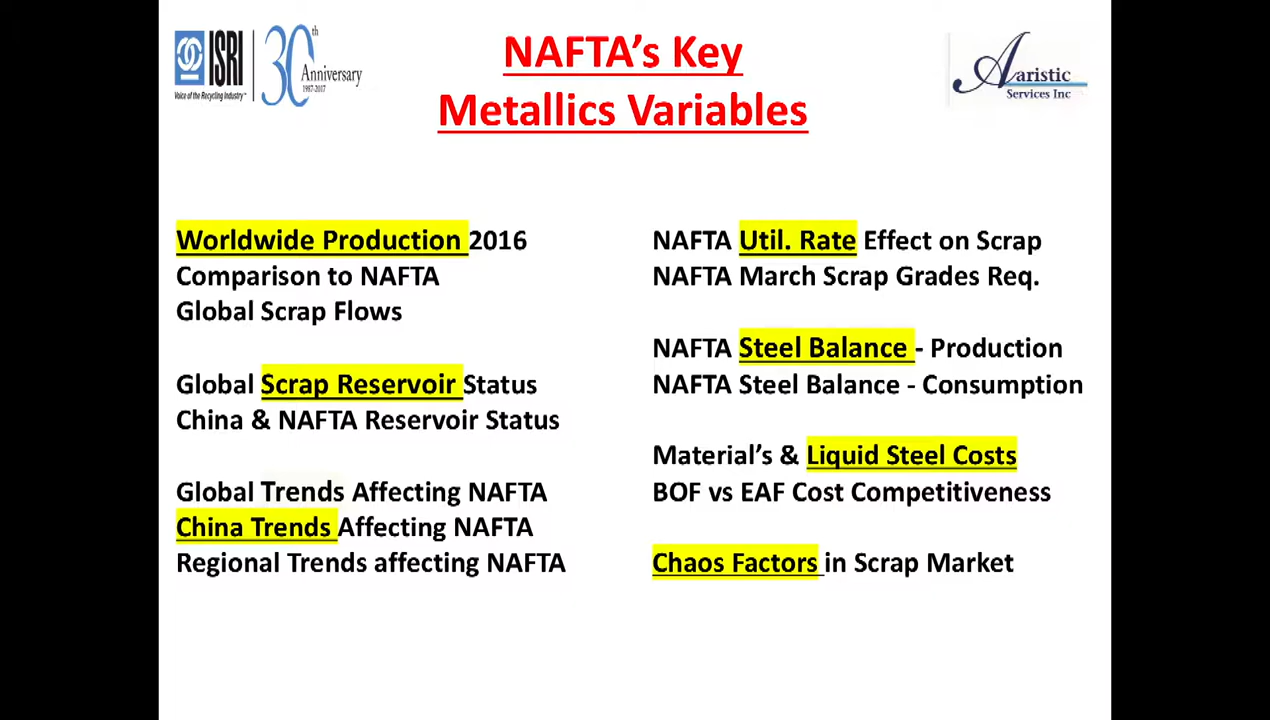 ISRI
Voice of the Recycling Industry™
30th
Anniversary
1987-2017
NAFTA’s Key
Metallics Variables
Aaristic
Services Inc
Worldwide Production 2016
Comparison to NAFTA
Global Scrap Flows
Global Scrap Reservoir Status
China & NAFTA Reservoir Status
Global Trends Affecting NAFTA
China Trends Affecting NAFTA
Regional Trends affecting NAFTA
NAFTA Util. Rate Effect on Scrap
NAFTA March Scrap Grades Req.
NAFTA Steel Balance - Production
NAFTA Steel Balance - Consumption
Material’s & Liquid Steel Costs
BOF vs EAF Cost Competitiveness
Chaos Factors in Scrap Market